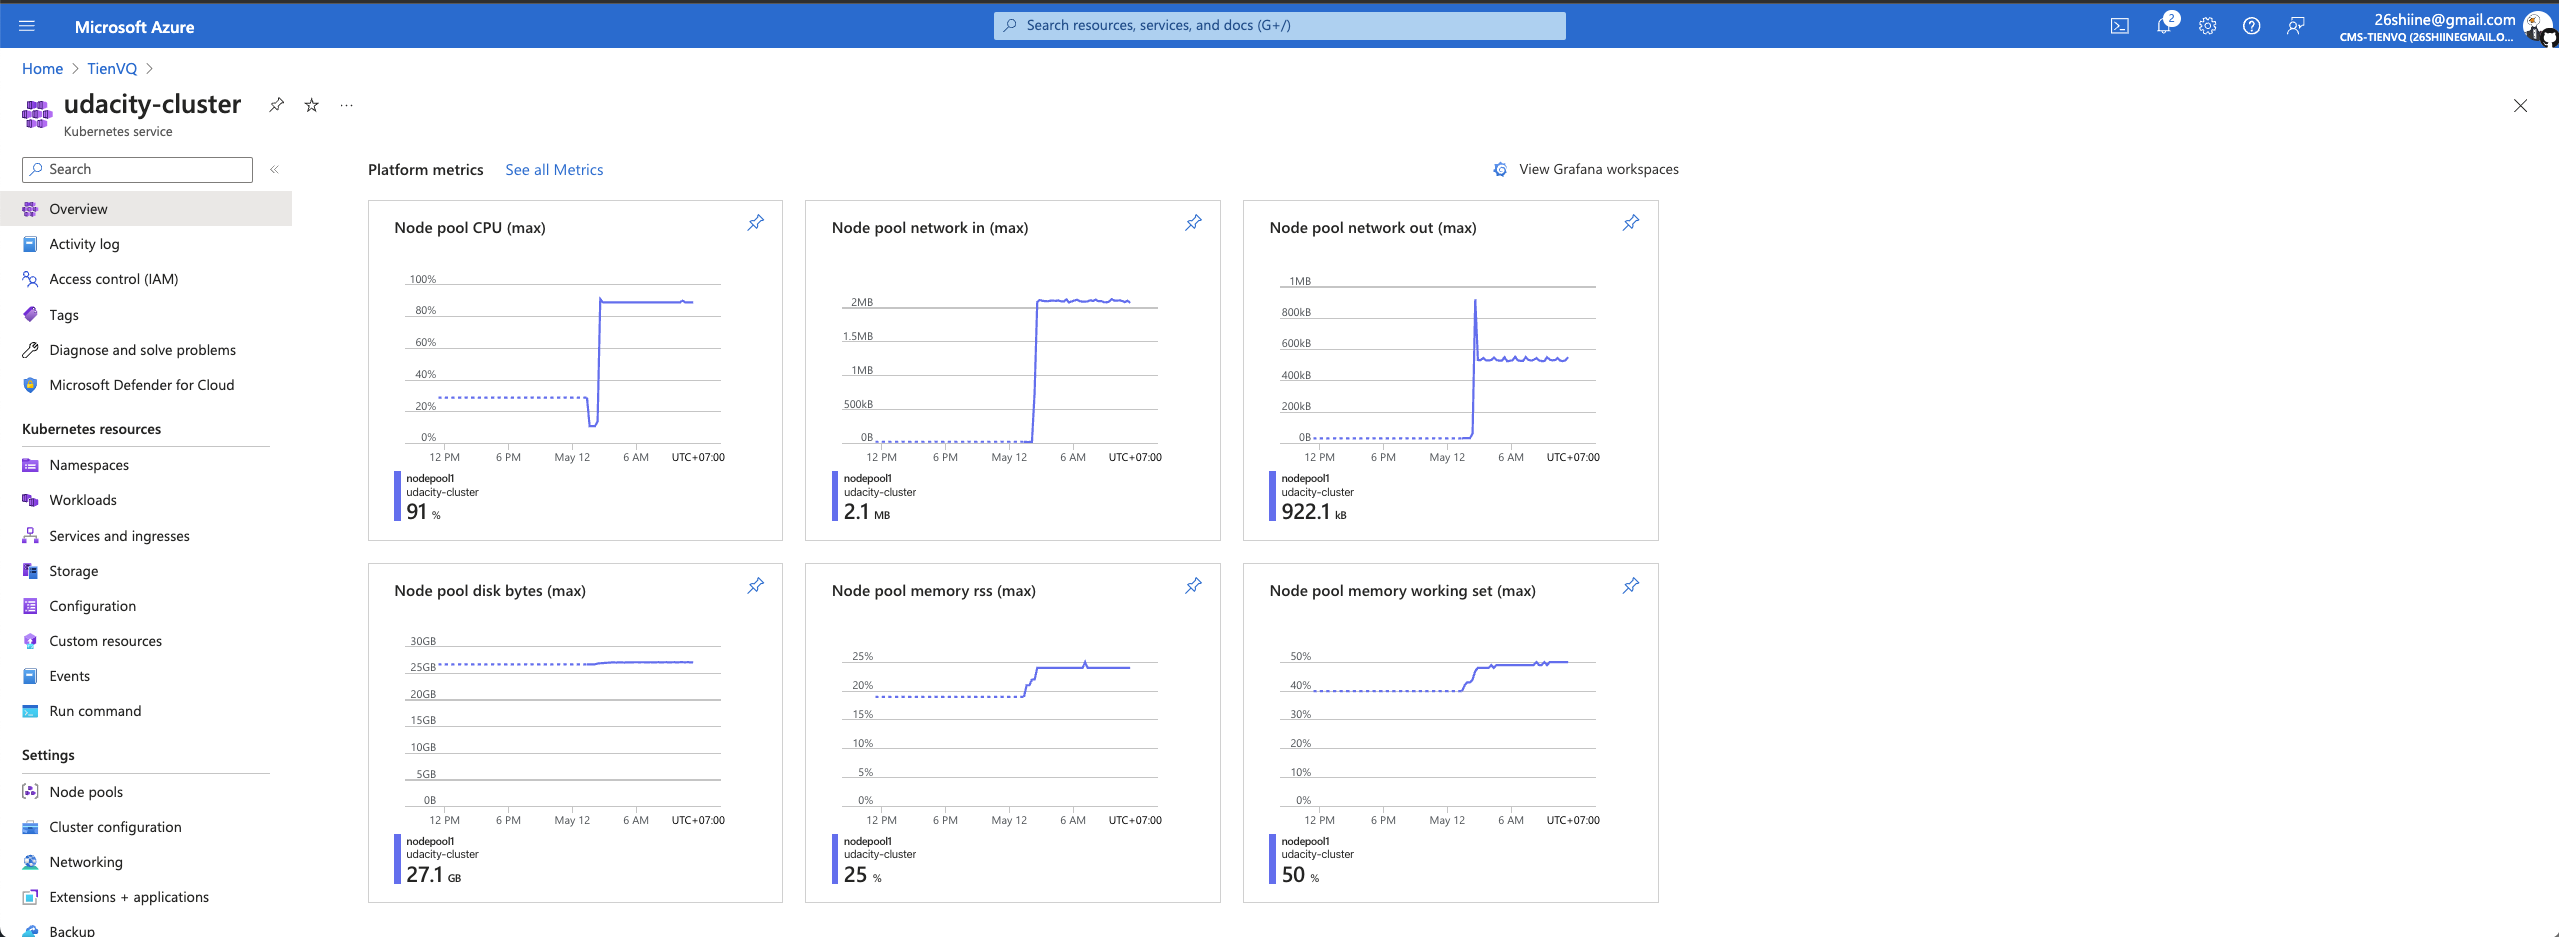 Microsoft Azure
Search resources, services, and docs (G+/)
2
26shiine@gmail.com
CMS-TIENVQ (26SHIINEGMAIL.O...
Home > TienVQ >
udacity-cluster
Kubernetes service
Search
Overview
Activity log
Access control (IAM)
Tags
Diagnose and solve problems
Microsoft Defender for Cloud
Kubernetes resources
Namespaces
Workloads
Services and ingresses
Storage
Configuration
Custom resources
Events
Run command
Settings
Node pools
Cluster configuration
Networking
Extensions + applications
Backup
Platform metrics See all Metrics
View Grafana workspaces
Node pool CPU (max)
100%
80%
60%
40%
20%
0%
12 PM 6 PM May 12 6 AM UTC+07:00
nodepool1
udacity-cluster
91 %
Node pool network in (max)
2MB
1.5MB
1MB
500kB
0B
12 PM 6 PM May 12 6 AM UTC+07:00
nodepool1
udacity-cluster
2.1 MB
Node pool network out (max)
1MB
800kB
600kB
400kB
200kB
0B
12 PM 6 PM May 12 6 AM UTC+07:00
nodepool1
udacity-cluster
922.1 kB
Node pool disk bytes (max)
30GB
25GB
20GB
15GB
10GB
5GB
0B
12 PM 6 PM May 12 6 AM UTC+07:00
nodepool1
udacity-cluster
27.1 GB
Node pool memory rss (max)
25%
20%
15%
10%
5%
0%
12 PM 6 PM May 12 6 AM UTC+07:00
nodepool1
udacity-cluster
25 %
Node pool memory working set (max)
50%
40%
30%
20%
10%
0%
12 PM 6 PM May 12 6 AM UTC+07:00
nodepool1
udacity-cluster
50 %